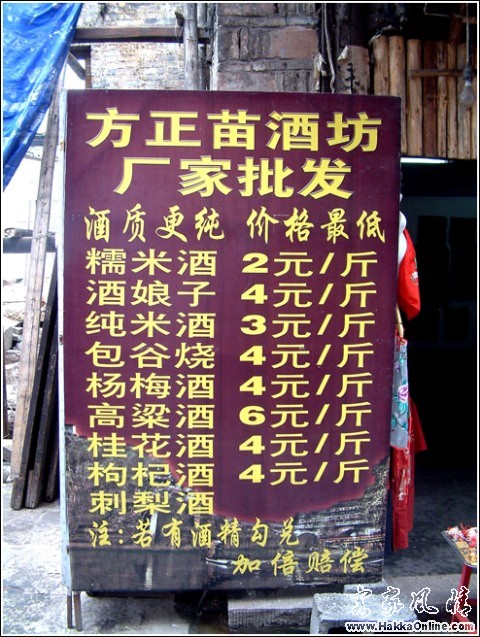 方正苗酒坊
厂家批发
酒质更纯 价格最低
糯米酒 2元/斤
酒娘子 4元/斤
纯米酒 3元/斤
包谷烧 4元/斤
杨梅酒 4元/斤
高粱酒 6元/斤
桂花酒 4元/斤
枸杞酒 4元/斤
刺梨酒
注:若有酒精勾兑
加倍赔偿
客家风情
www.HakkaOnline.com